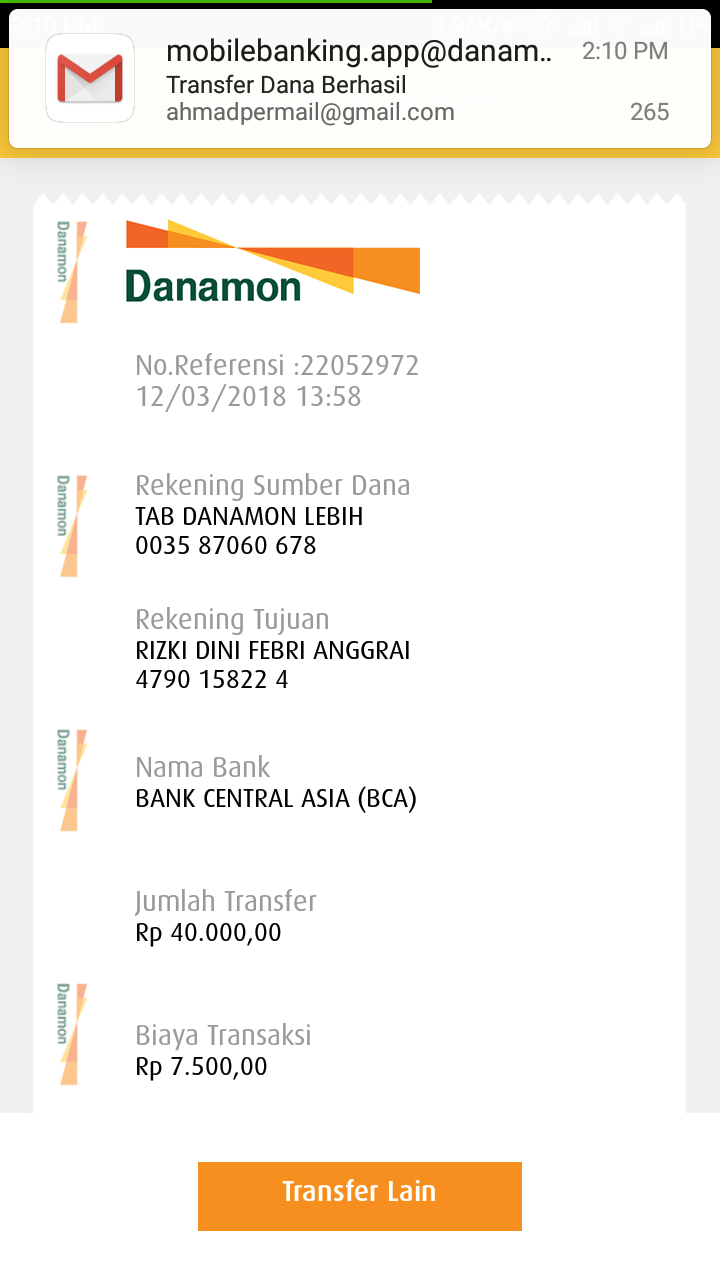 2:10 PM
3.96K/s
H+
mobilebanking.app@danam..
2:10 PM
Transfer Dana Berhasil
ahmadpermail@gmail.com
265
Danamon
Danamon
No.Referensi :22052972
12/03/2018 13:58
Danamon
Rekening Sumber Dana
TAB DANAMON LEBIH
0035 87060 678
Rekening Tujuan
RIZKI DINI FEBRI ANGGRAI
4790 15822 4
Danamon
Nama Bank
BANK CENTRAL ASIA (BCA)
Jumlah Transfer
Rp 40.000,00
Danamon
Biaya Transaksi
Rp 7.500,00
Transfer Lain